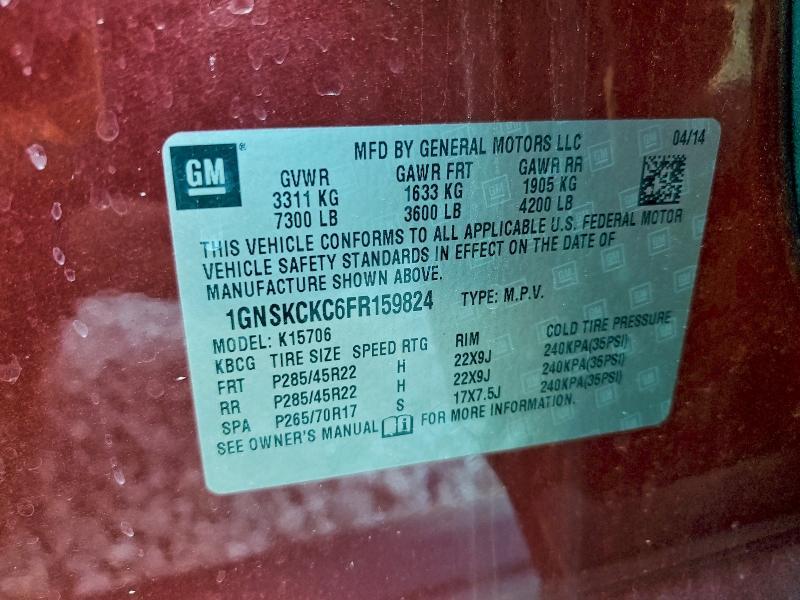 GM® MFD BY GENERAL MOTORS LLC 04/14
GVWR GAWR FRT GAWR RR
3311 KG 1633 KG 1905 KG
7300 LB 3600 LB 4200 LB
THIS VEHICLE CONFORMS TO ALL APPLICABLE U.S. FEDERAL MOTOR
VEHICLE SAFETY STANDARDS IN EFFECT ON THE DATE OF
MANUFACTURE SHOWN ABOVE.
1GNSKCKC6FR159824 TYPE: M.P.V.
MODEL: K15706
KBCG TIRE SIZE SPEED RTG RIM COLD TIRE PRESSURE
FRT P285/45R22 H 22X9J 240KPA(35PSI)
RR P285/45R22 H 22X9J 240KPA(35PSI)
SPA P265/70R17 S 17X7.5J 240KPA(35PSI)
SEE OWNER'S MANUAL FOR MORE INFORMATION.